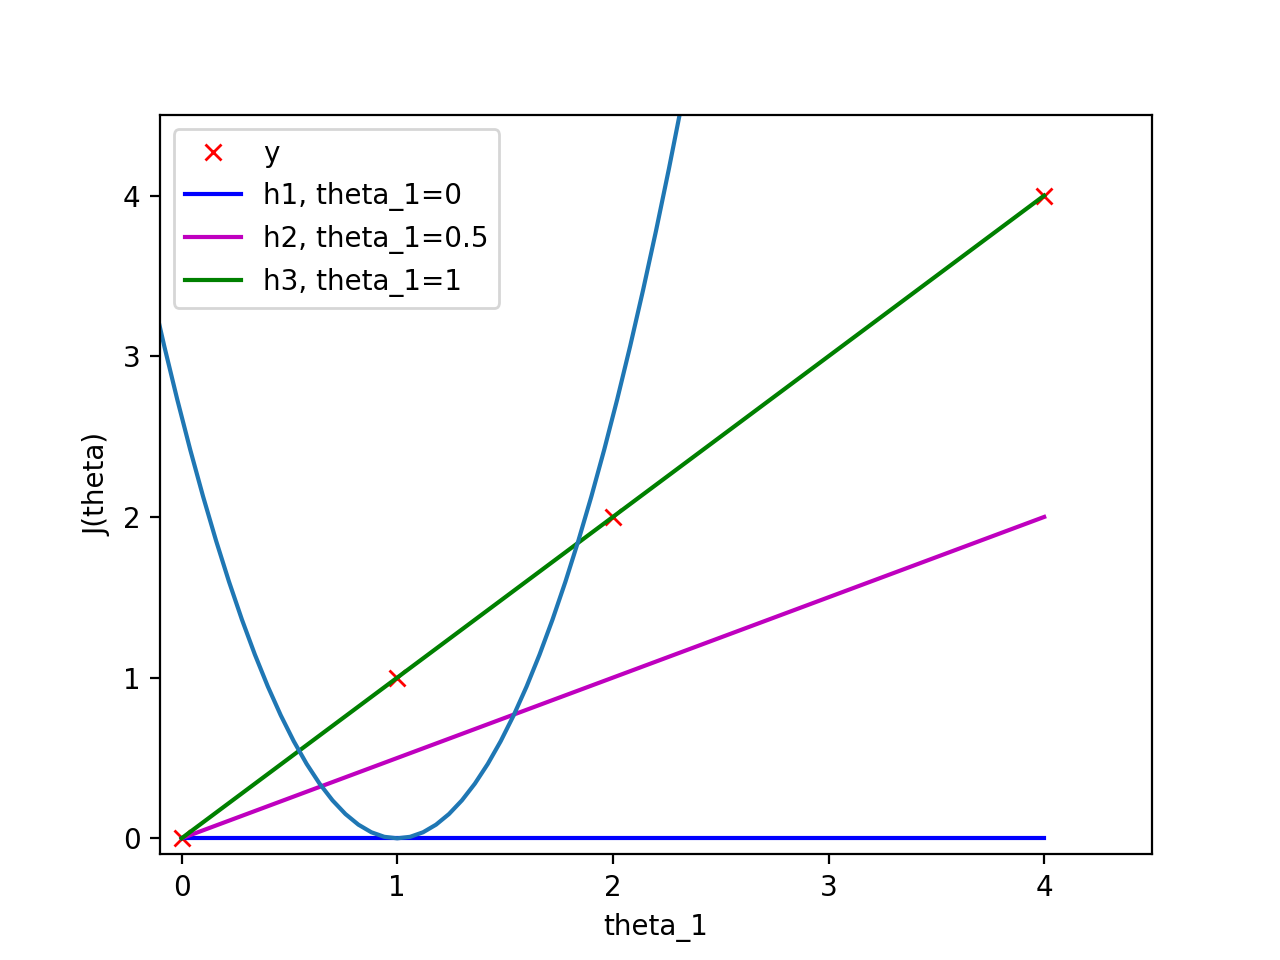 y
h1, theta_1=0
h2, theta_1=0.5
h3, theta_1=1
4
3
2
1
0
J(theta)
0 1 2 3 4
theta_1